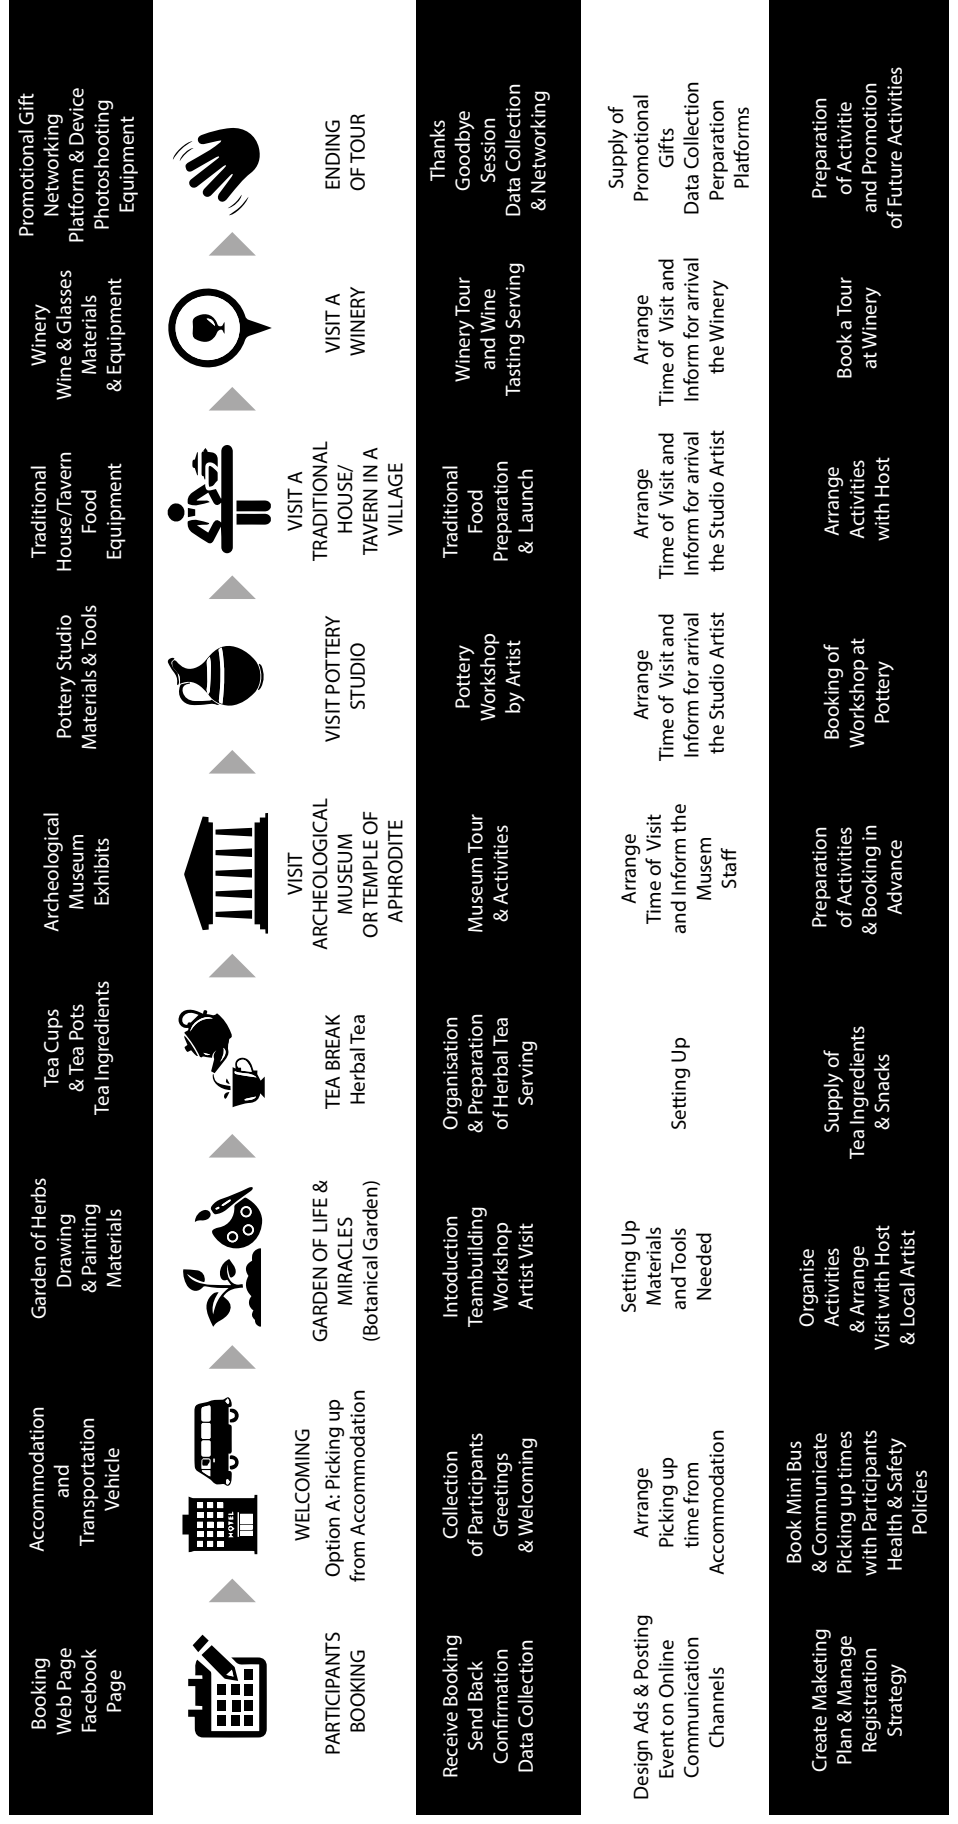 Booking
Web Page
Facebook
Page
Accommodation
and
Transportation
Vehicle
Garden of Herbs
Drawing
& Painting
Materials
Tea Cups
& Tea Pots
Tea Ingredients
Archeological
Museum
Exhibits
Pottery Studio
Materials & Tools
Traditional
House/Tavern
Food
Equipment
Winery
Wine & Glasses
Materials
& Equipment
Promotional Gift
Networking
Platform & Device
Photoshooting
Equipment
HOTEL
PARTICIPANTS
BOOKING
WELCOMING
Option A: Picking up
from Accommodation
GARDEN OF LIFE &
MIRACLES
(Botanical Garden)
TEA BREAK
Herbal Tea
VISIT
ARCHEOLOGICAL
MUSEUM
OR TEMPLE OF
APHRODITE
VISIT POTTERY
STUDIO
VISIT A
TRADITIONAL
HOUSE/
TAVERN IN A
VILLAGE
VISIT A
WINERY
ENDING
OF TOUR
Receive Booking
Send Back
Confirmation
Data Collection
Collection
of Participants
Greetings
& Welcoming
Intoduction
Teambuilding
Workshop
Artist Visit
Organisation
& Preparation
of Herbal Tea
Serving
Museum Tour
& Activities
Pottery
Workshop
by Artist
Traditional
Food
Preparation
& Launch
Winery Tour
and Wine
Tasting Serving
Thanks
Goodbye
Session
Data Collection
& Networking
Design Ads & Posting
Event on Online
Communication
Channels
Arrange
Picking up
time from
Accommodation
Setting Up
Materials
and Tools
Needed
Setting Up
Arrange
Time of Visit
and Inform the
Musem
Staff
Arrange
Time of Visit and
Inform for arrival
the Studio Artist
Arrange
Time of Visit and
Inform for arrival
the Studio Artist
Arrange
Time of Visit and
Inform for arrival
the Winery
Supply of
Promotional
Gifts
Data Collection
Perparation
Platforms
Create Maketing
Plan & Manage
Registration
Strategy
Book Mini Bus
& Communicate
Picking up times
with Participants
Health & Safety
Policies
Organise
Activities
& Arrange
Visit with Host
& Local Artist
Supply of
Tea Ingredients
& Snacks
Preparation
of Activities
& Booking in
Advance
Booking of
Workshop at
Pottery
Arrange
Activities
with Host
Book a Tour
at Winery
Preparation
of Activitie
and Promotion
of Future Activities